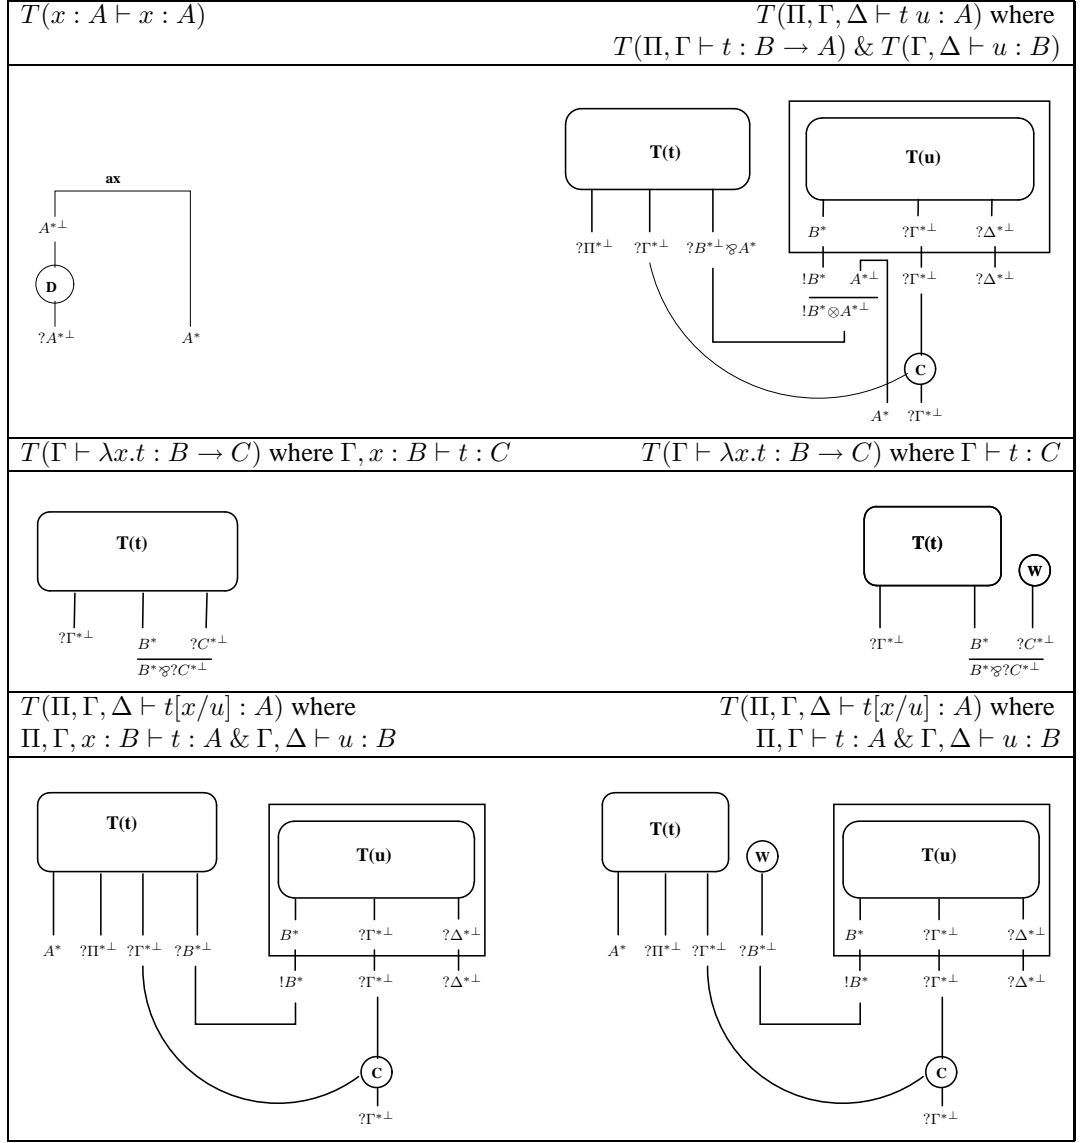 T(x : A ⊢ x : A)
T(Π, Γ, Δ ⊢ t u : A) where
T(Π, Γ ⊢ t : B → A) & T(Γ, Δ ⊢ u : B)
ax
A*⊥
D
?A*⊥ A*
T(t) T(u)
B* ?Γ*⊥ ?Δ*⊥
?Π*⊥ ?Γ*⊥ ?B*⊥⅋A*
!B* A*⊥ ?Γ*⊥ ?Δ*⊥
!B*⊗A*⊥
C
A* ?Γ*⊥
T(Γ ⊢ λx.t : B → C) where Γ, x : B ⊢ t : C
T(Γ ⊢ λx.t : B → C) where Γ ⊢ t : C
T(t)
?Γ*⊥ B* ?C*⊥
B*⅋?C*⊥
T(t)
W
?Γ*⊥ B* ?C*⊥
B*⅋?C*⊥
T(Π, Γ, Δ ⊢ t[x/u] : A) where
Π, Γ, x : B ⊢ t : A & Γ, Δ ⊢ u : B
T(Π, Γ, Δ ⊢ t[x/u] : A) where
Π, Γ ⊢ t : A & Γ, Δ ⊢ u : B
T(t)
T(u)
B* ?Γ*⊥ ?Δ*⊥
A* ?Π*⊥ ?Γ*⊥ ?B*⊥
!B* ?Γ*⊥ ?Δ*⊥
C
?Γ*⊥
T(t)
W
T(u)
B* ?Γ*⊥ ?Δ*⊥
A* ?Π*⊥ ?Γ*⊥ ?B*⊥
!B* ?Γ*⊥ ?Δ*⊥
C
?Γ*⊥